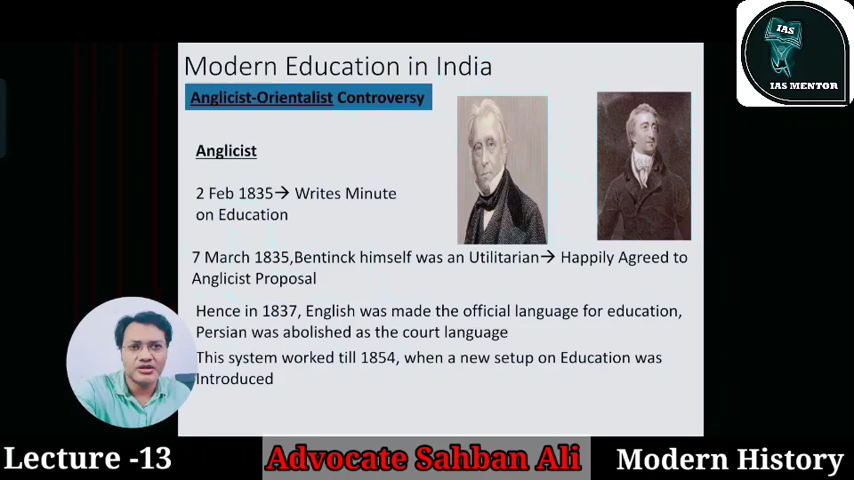 IAS
IAS MENTOR
Modern Education in India
Anglicist-Orientalist Controversy
Anglicist
2 Feb 1835→ Writes Minute
on Education
7 March 1835,Bentinck himself was an Utilitarian→ Happily Agreed to
Anglicist Proposal
Hence in 1837, English was made the official language for education,
Persian was abolished as the court language
This system worked till 1854, when a new setup on Education was
Introduced
Lecture -13
Advocate Sahban Ali
Modern History